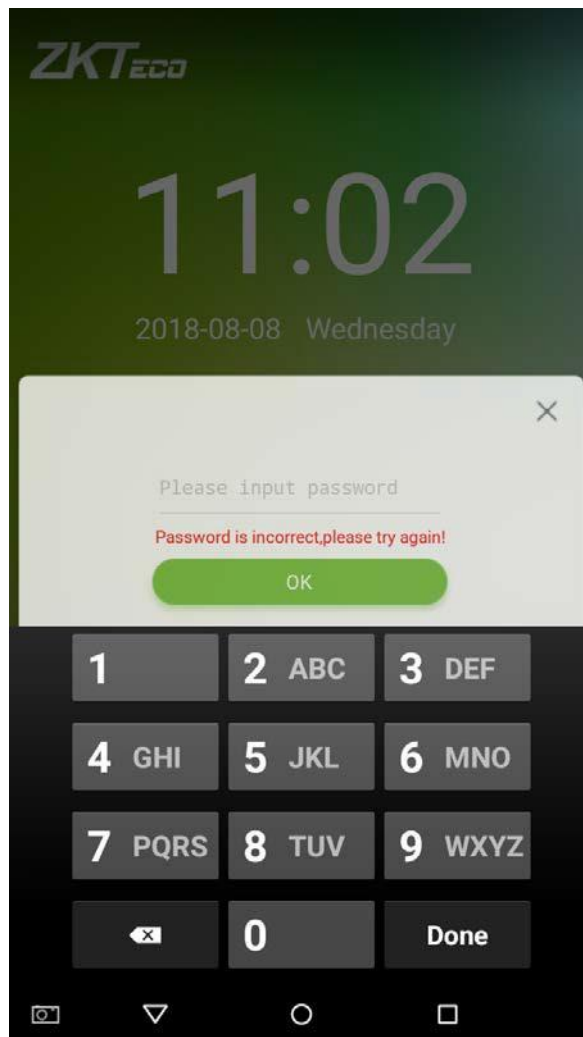 ZKTECO
11:02
2018-08-08 Wednesday
Please input password
Password is incorrect,please try again!
OK
1
2 ABC
3 DEF
4 GHI
5 JKL
6 MNO
7 PQRS
8 TUV
9 WXYZ
0
Done